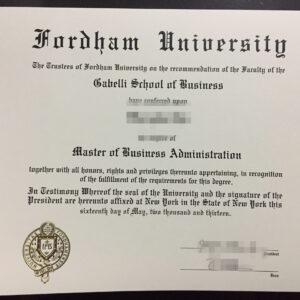 Fordham University
The Trustees of Fordham University on the recommendation of the Faculty of the
Gabelli School of Business
have conferred upon
degree of
Master of Business Administration
together with all honors, rights and privileges thereunto appertaining, in recognition
of the fulfillment of the requirements for this degree.
In Testimony Whereof the seal of the University and the signature of the
President are hereunto affixed at New York in the State of New York this
sixteenth day of May, two thousand and thirteen.
President
Dean